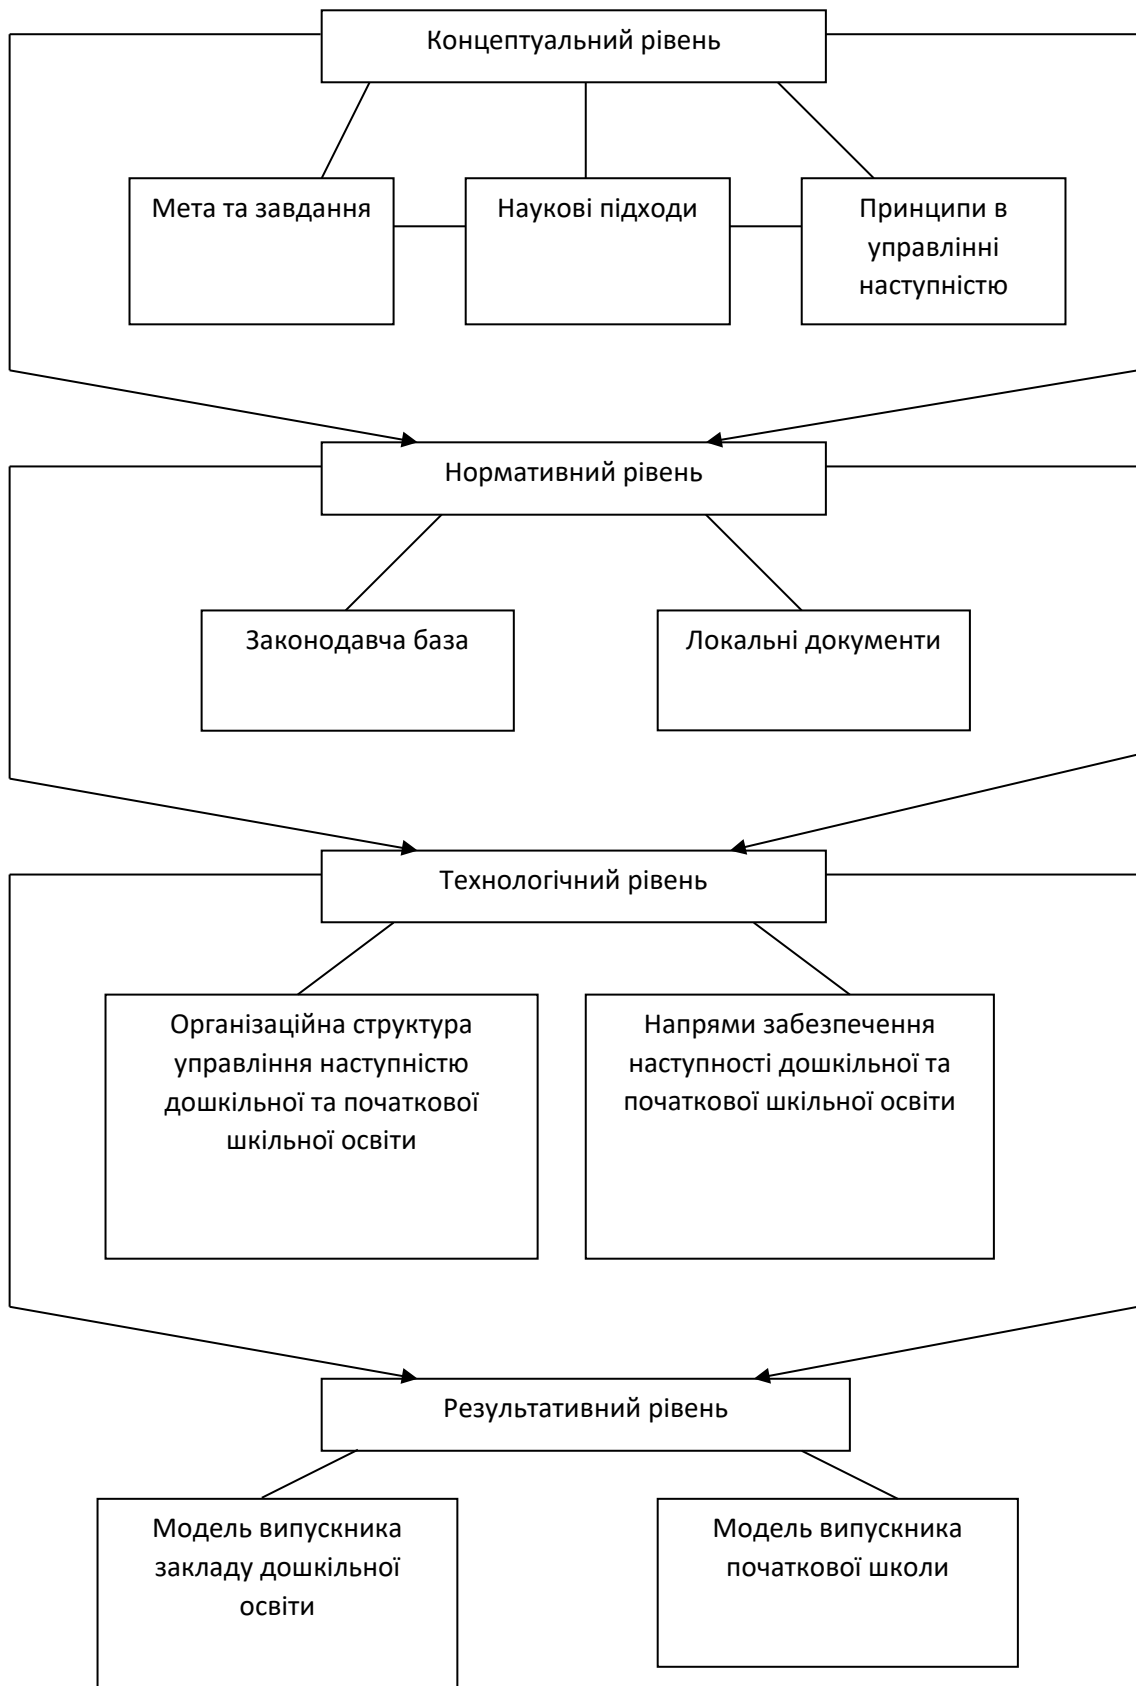 Концептуальний рівень
Мета та завдання
Наукові підходи
Принципи в
управлінні
наступністю
Нормативний рівень
Законодавча база
Локальні документи
Технологічний рівень
Організаційна структура
управління наступністю
дошкільної та початкової
шкільної освіти
Напрями забезпечення
наступності дошкільної та
початкової шкільної освіти
Результативний рівень
Модель випускника
закладу дошкільної
освіти
Модель випускника
початкової школи